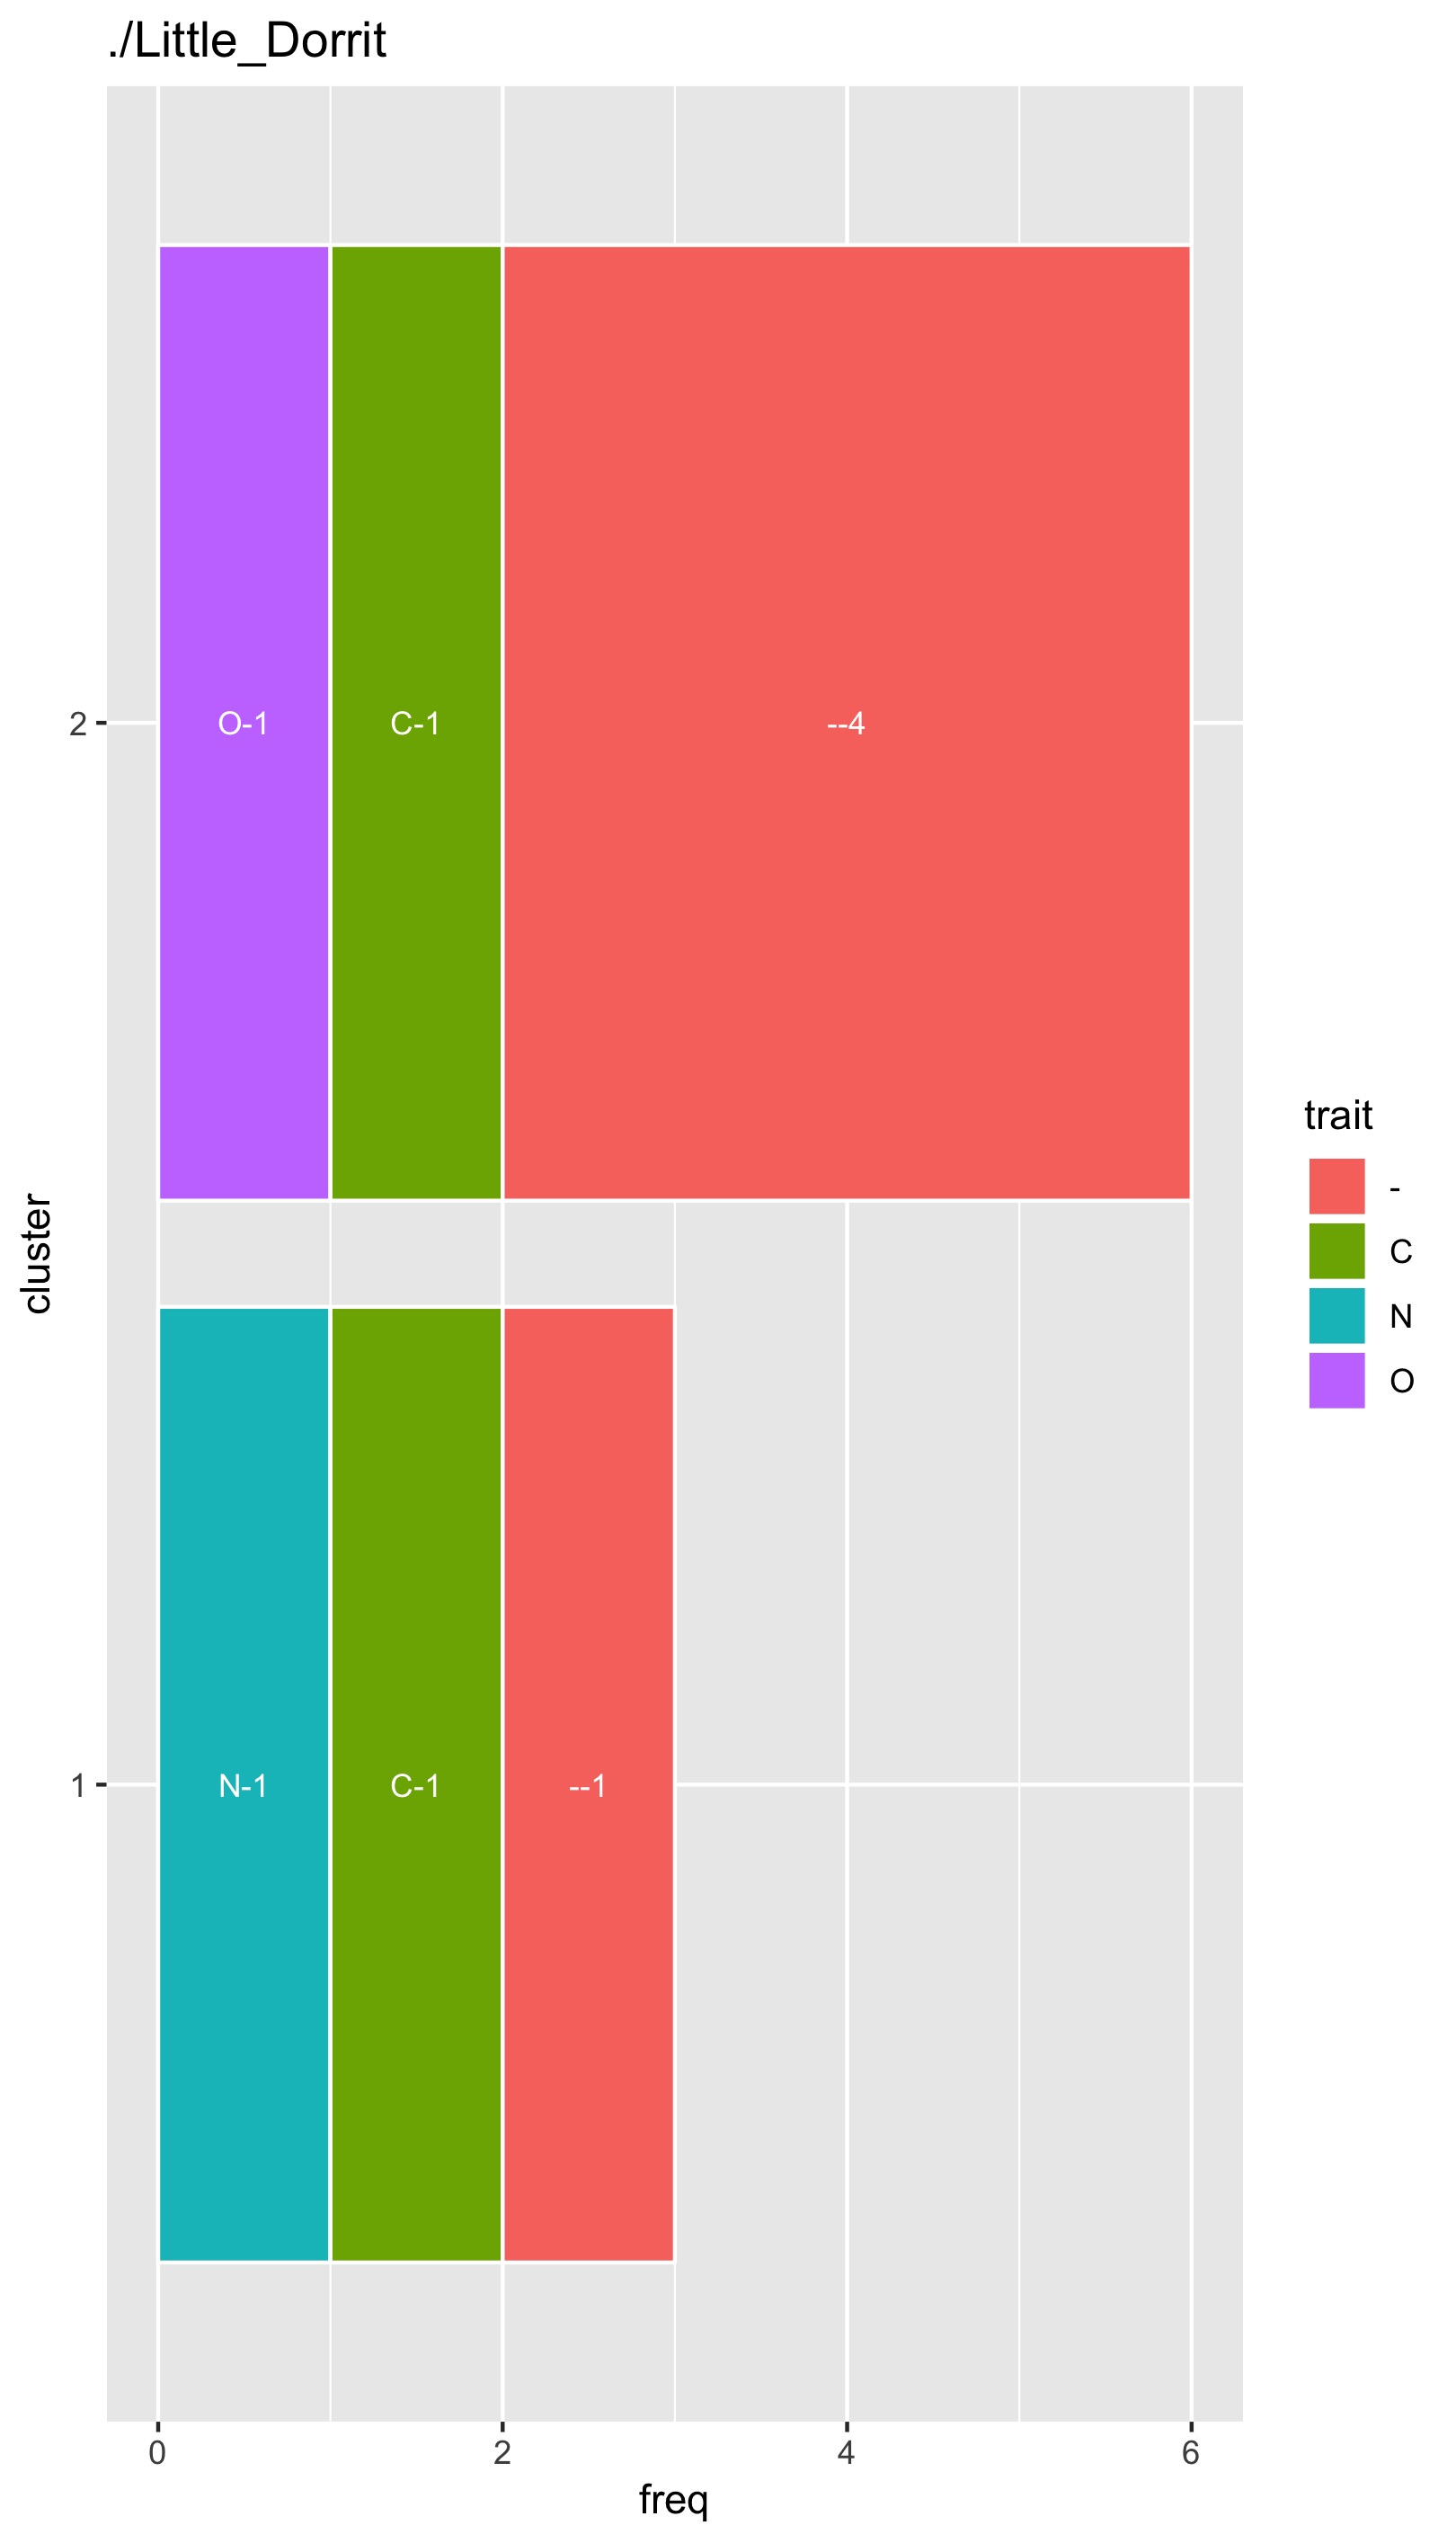 ./Little_Dorrit
2
O-1
C-1
--4
cluster
1
N-1
C-1
--1
0
2
4
6
freq
trait
-
C
N
O